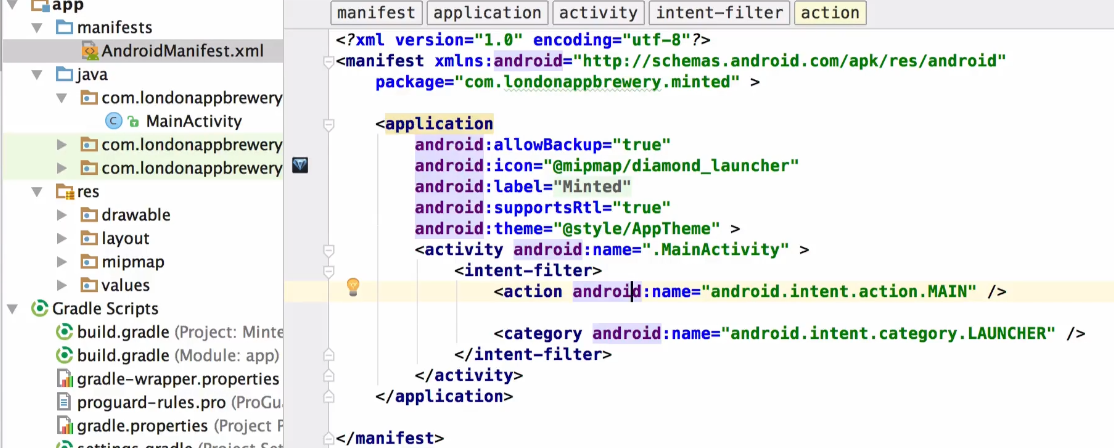 app
manifests
AndroidManifest.xml
java
com.londonappbrewery
MainActivity
com.londonappbrewery
com.londonappbrewery
res
drawable
layout
mipmap
values
Gradle Scripts
build.gradle (Project: Minte
build.gradle (Module: app)
gradle-wrapper.properties
proguard-rules.pro (ProGua
gradle.properties (Project P
settings.gradle (Project Set
manifest application activity intent-filter action
<?xml version="1.0" encoding="utf-8"?>
<manifest xmlns:android="http://schemas.android.com/apk/res/android"
package="com.londonappbrewery.minted" >
<application
android:allowBackup="true"
android:icon="@mipmap/diamond_launcher"
android:label="Minted"
android:supportsRtl="true"
android:theme="@style/AppTheme" >
<activity android:name=".MainActivity" >
<intent-filter>
<action android:name="android.intent.action.MAIN" />
<category android:name="android.intent.category.LAUNCHER" />
</intent-filter>
</activity>
</application>
</manifest>